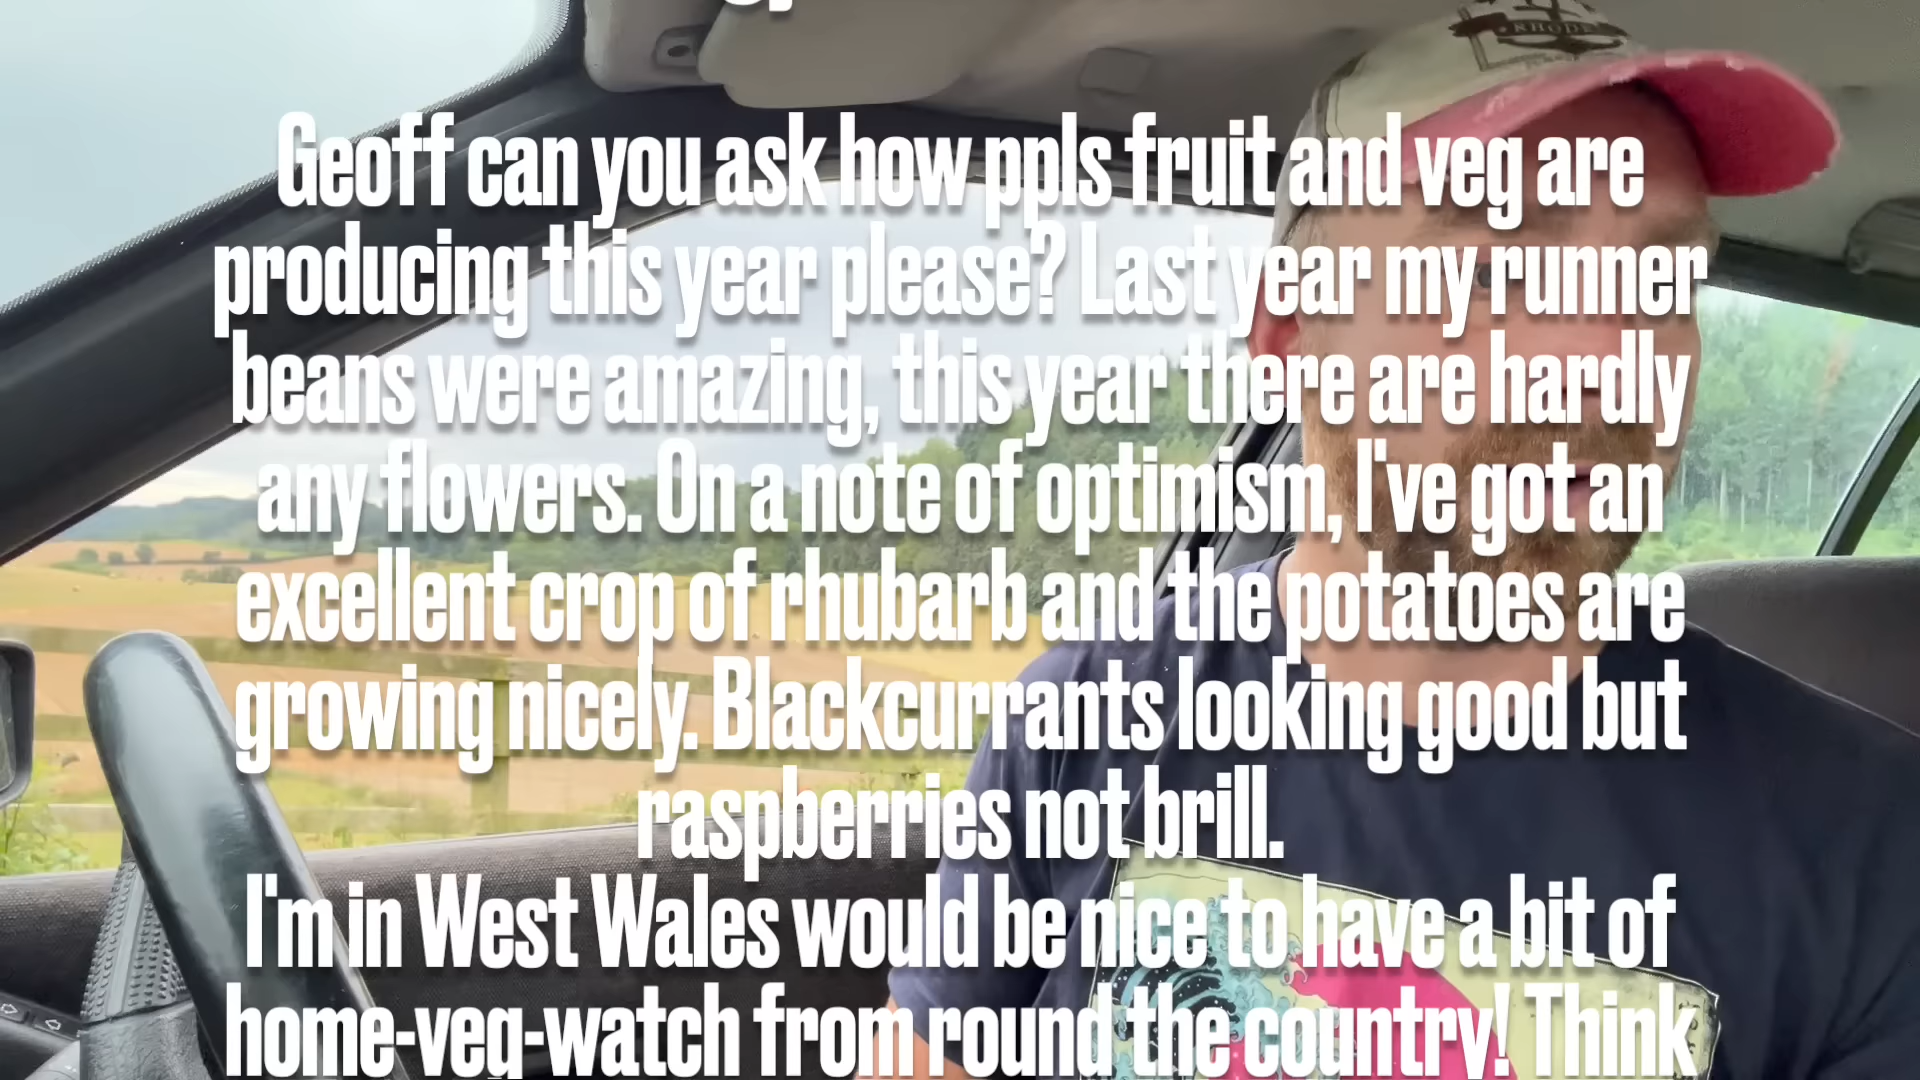 RHODE
Geoff can you ask how ppls fruit and veg are
producing this year please? Last year my runner
beans were amazing, this year there are hardly
any flowers. On a note of optimism, I've got an
excellent crop of rhubarb and the potatoes are
growing nicely. Blackcurrants looking good but
raspberries not brill.
I'm in West Wales would be nice to have a bit of
home-veg-watch from round the country! Think